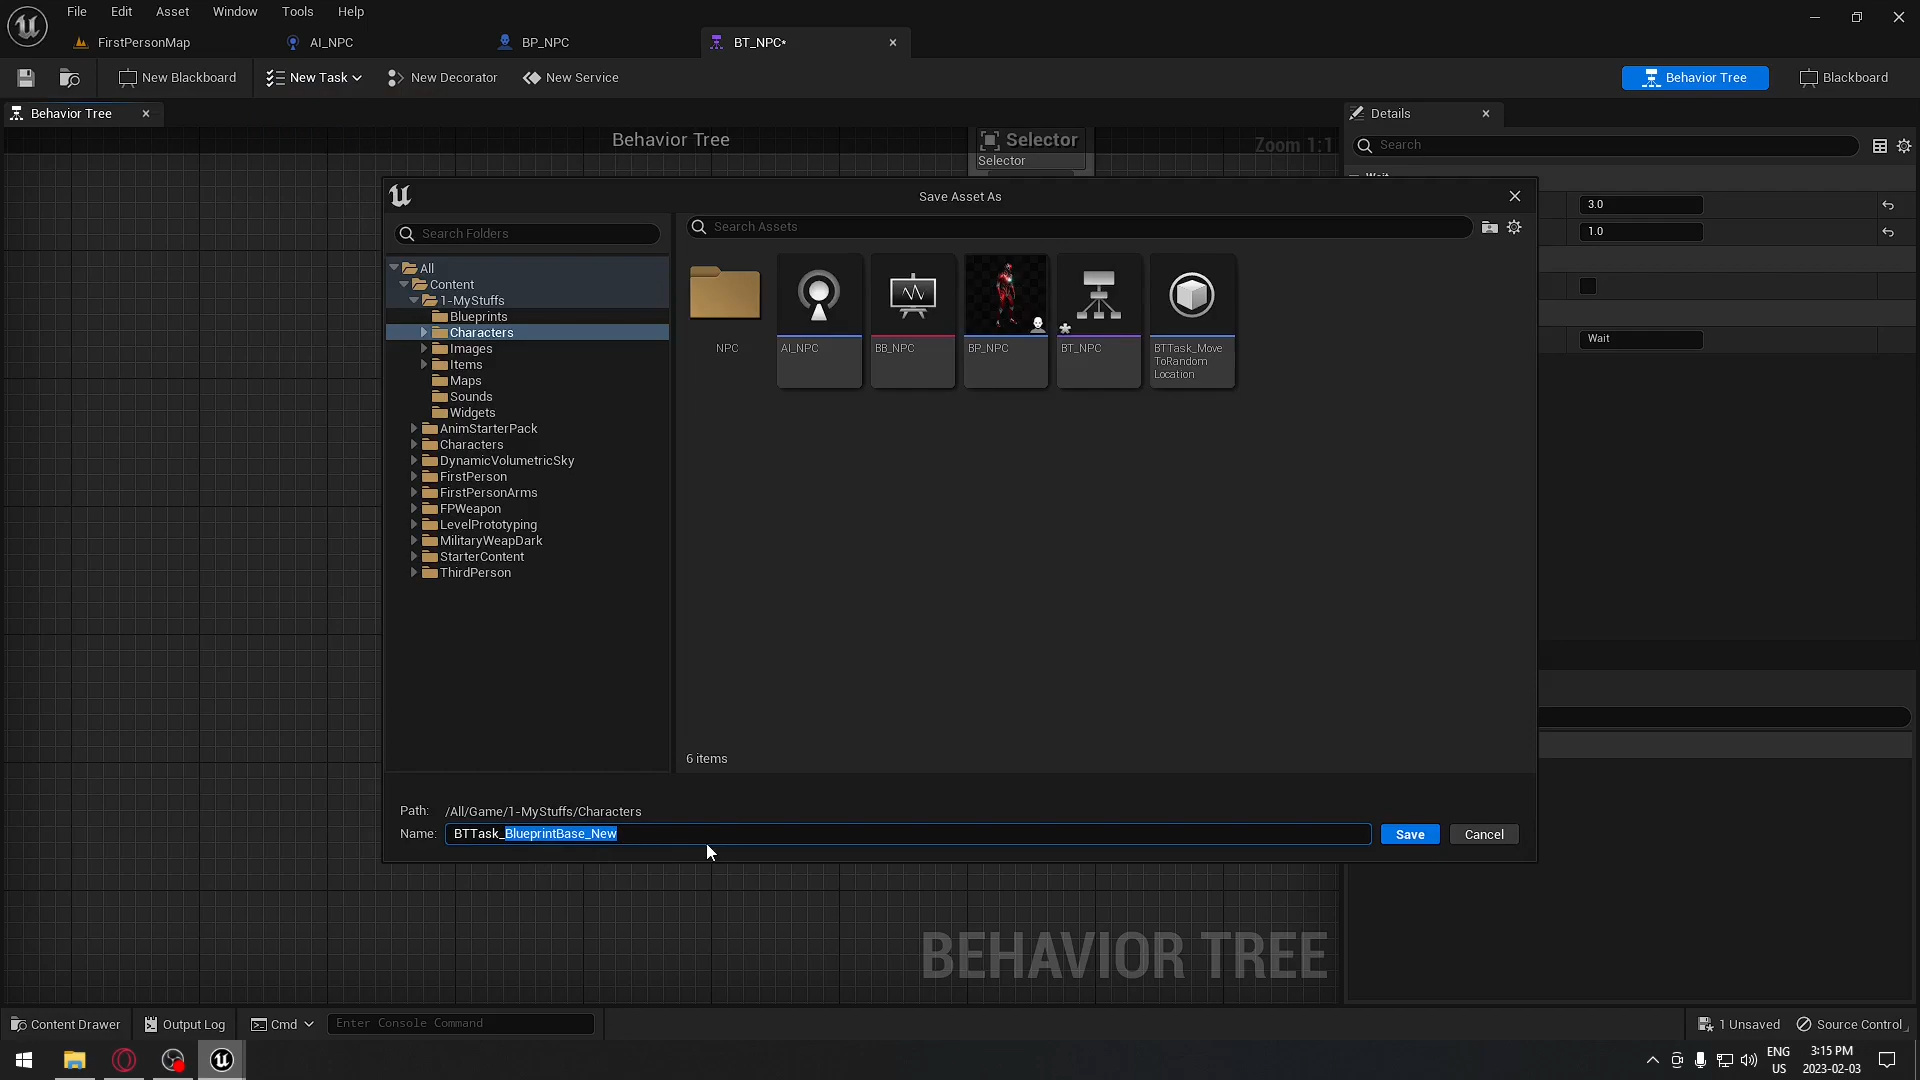 File Edit Asset Window Tools Help
FirstPersonMap AI_NPC BP_NPC BT_NPC*
New Blackboard New Task New Decorator New Service Behavior Tree Blackboard
Behavior Tree Details
Behavior Tree Selector Zoom 1:1 Search
Selector
Wait
Save Asset As
3.0
Search Folders Search Assets
1.0
All
Content
1-MyStuffs
Blueprints
Characters
Images
Items
Maps
Sounds
Widgets
AnimStarterPack
Characters
DynamicVolumetricSky
FirstPerson
FirstPersonArms
FPWeapon
LevelPrototyping
MilitaryWeapDark
StarterContent
ThirdPerson
NPC AI_NPC BB_NPC BP_NPC BT_NPC BTTask_Move
ToRandom
Location
Wait
6 items
Path: /All/Game/1-MyStuffs/Characters
Name: BTTask_BlueprintBase_New Save Cancel
BEHAVIOR TREE
Content Drawer Output Log Cmd Enter Console Command 1 Unsaved Source Control
ENG 3:15 PM
US 2023-02-03